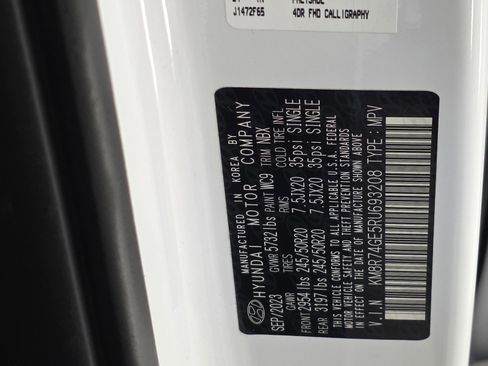 J1472F65
4DR FWD CALLIGRAPHY
MANUFACTURED IN KOREA BY
HYUNDAI MOTOR COMPANY
SEP/2023 GVWR 5732 lbs PAINT WC9 TRIM NBX
GAWR RIMS COLD TIRE INFL.
FRONT 2954 lbs 245/50R20 7.5JX20 35psi SINGLE
REAR 3197 lbs 245/50R20 7.5JX20 35psi SINGLE
THIS VEHICLE CONFORMS TO ALL APPLICABLE U.S.A. FEDERAL
MOTOR VEHICLE SAFETY, BUMPER, AND THEFT PREVENTION STANDARDS
IN EFFECT ON THE DATE OF MANUFACTURE SHOWN ABOVE.
V.I.N KM8R74GE5RU693208 TYPE: MPV